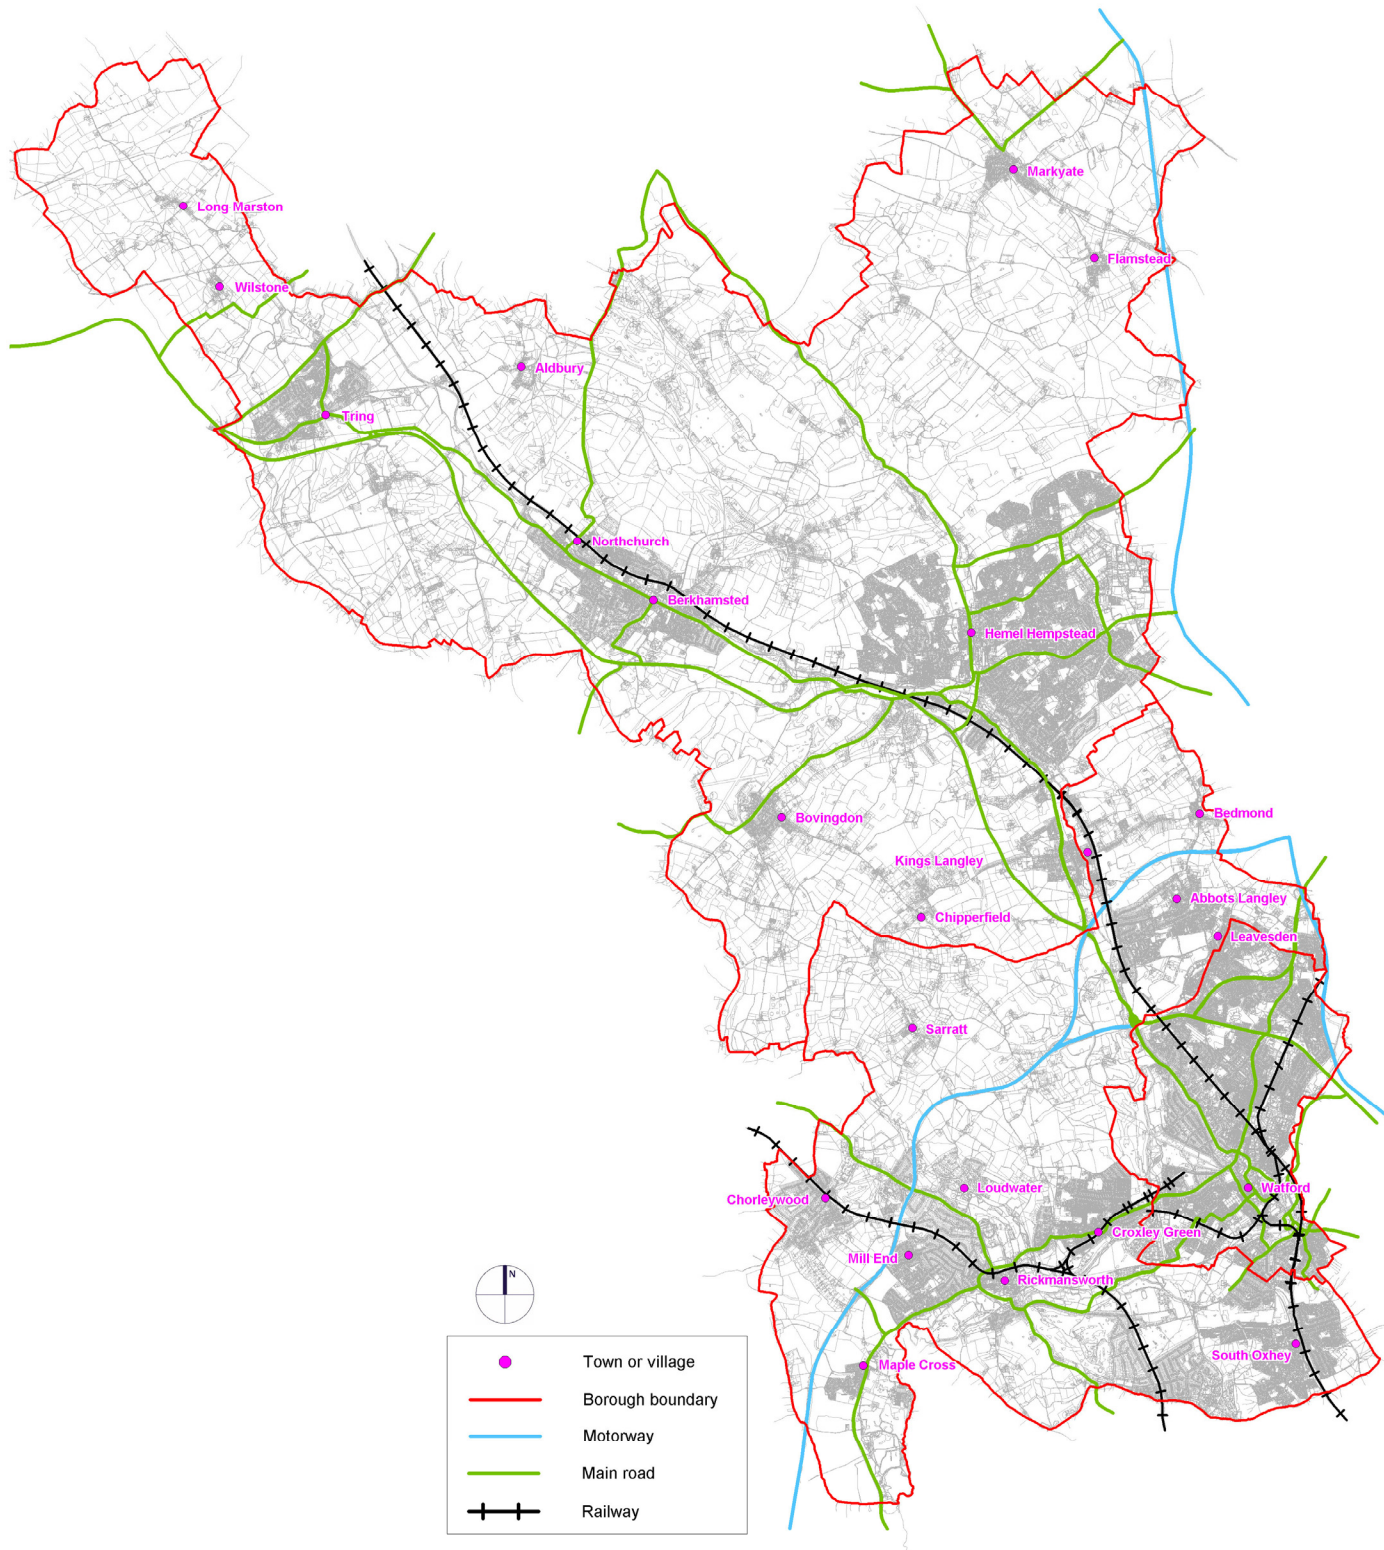 Markyate
Long Marston
Flamstead
Wilstone
Aldbury
Tring
Northchurch
Berkhamsted
Hemel Hempstead
Bedmond
Bovingdon
Kings Langley
Abbots Langley
Chipperfield
Leavesden
Sarratt
Loudwater
Watford
Chorleywood
Croxley Green
Mill End
N
Rickmansworth
South Oxhey
Maple Cross
Town or village
Borough boundary
Motorway
Main road
Railway